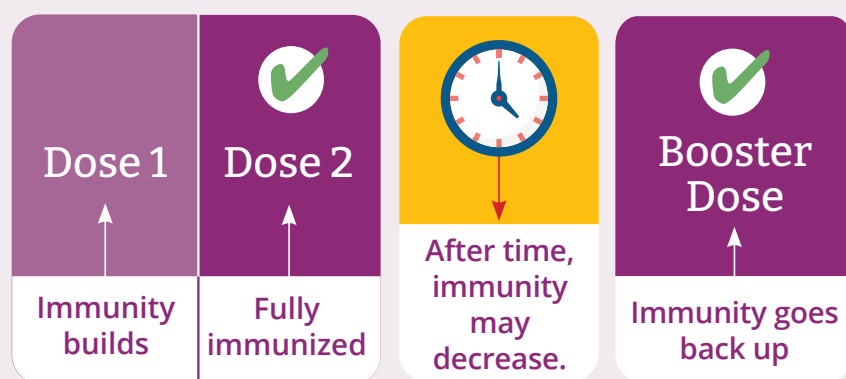 Dose 1
Immunity
builds
Dose 2
Fully
immunized
After time,
immunity
may
decrease.
Booster
Dose
Immunity goes
back up